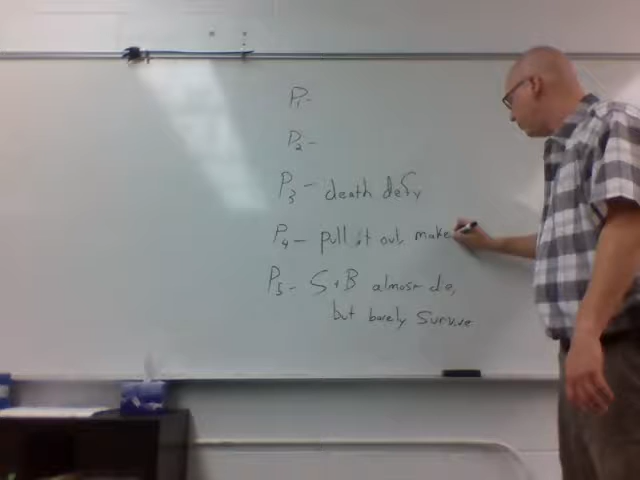 P1-
P2-
P3- death defy
P4- pull it out, make
P5- S + B almost die,
but barely survive